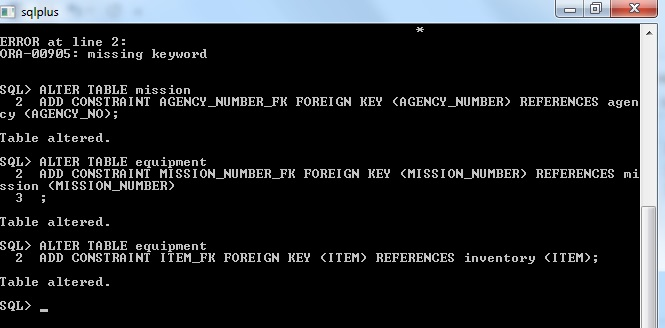 sqlplus
*
ERROR at line 2:
ORA-00905: missing keyword
SQL> ALTER TABLE mission
2 ADD CONSTRAINT AGENCY_NUMBER_FK FOREIGN KEY (AGENCY_NUMBER) REFERENCES agen
cy (AGENCY_NO);
Table altered.
SQL> ALTER TABLE equipment
2 ADD CONSTRAINT MISSION_NUMBER_FK FOREIGN KEY (MISSION_NUMBER) REFERENCES mi
ssion (MISSION_NUMBER)
3 ;
Table altered.
SQL> ALTER TABLE equipment
2 ADD CONSTRAINT ITEM_FK FOREIGN KEY (ITEM) REFERENCES inventory (ITEM);
Table altered.
SQL> _